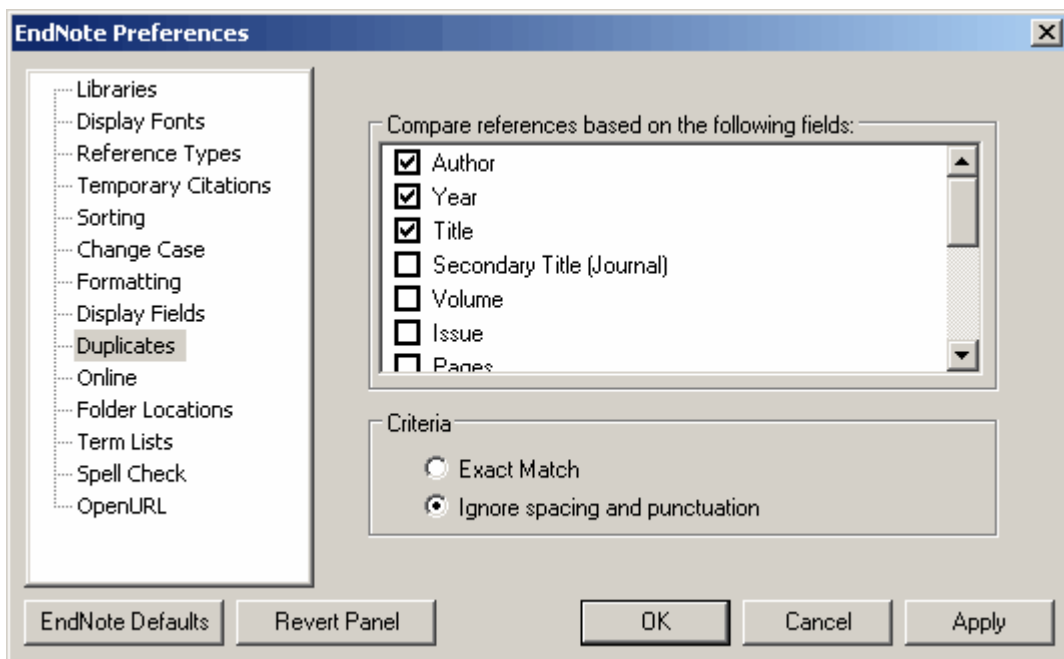 EndNote Preferences
Libraries
Display Fonts
Reference Types
Temporary Citations
Sorting
Change Case
Formatting
Display Fields
Duplicates
Online
Folder Locations
Term Lists
Spell Check
OpenURL
Compare references based on the following fields:
Author
Year
Title
Secondary Title (Journal)
Volume
Issue
Pages
Criteria
Exact Match
Ignore spacing and punctuation
EndNote Defaults
Revert Panel
OK
Cancel
Apply